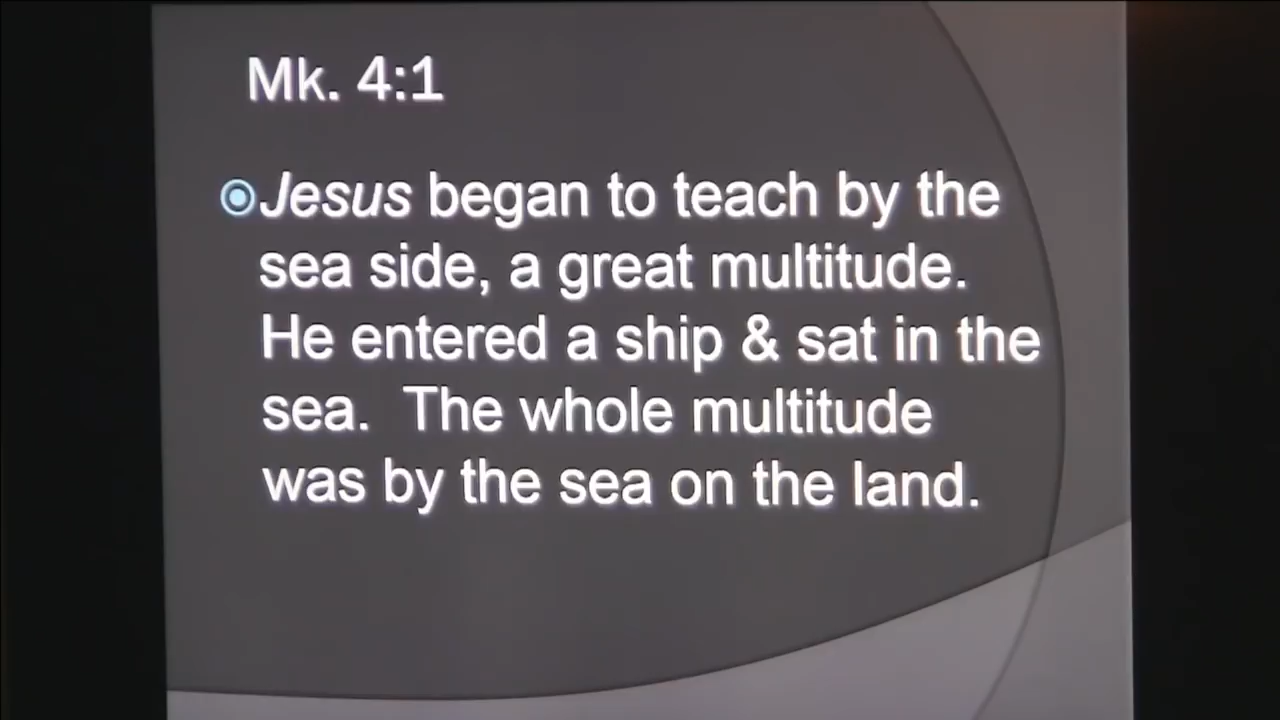 Mk. 4:1
Jesus began to teach by the
sea side, a great multitude.
He entered a ship & sat in the
sea. The whole multitude
was by the sea on the land.